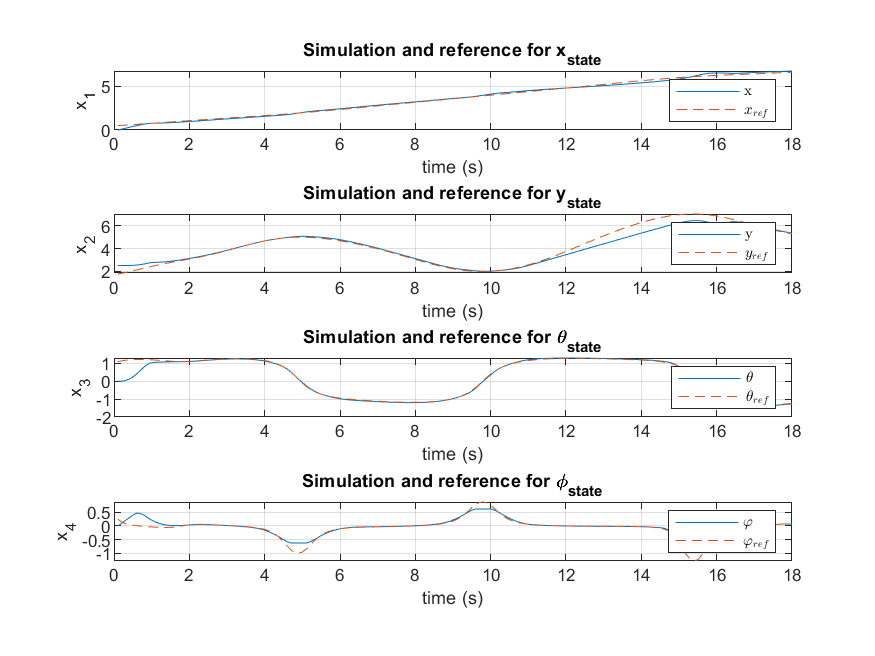 Simulation and reference for x_state
x_1
5
0
x
x_ref
0 2 4 6 8 10 12 14 16 18
time (s)
Simulation and reference for y_state
x_2
6
4
2
y
y_ref
0 2 4 6 8 10 12 14 16 18
time (s)
Simulation and reference for θ_state
x_3
1
0
-1
-2
θ
θ_ref
0 2 4 6 8 10 12 14 16 18
time (s)
Simulation and reference for ϕ_state
x_4
0.5
0
-0.5
-1
φ
φ_ref
0 2 4 6 8 10 12 14 16 18
time (s)